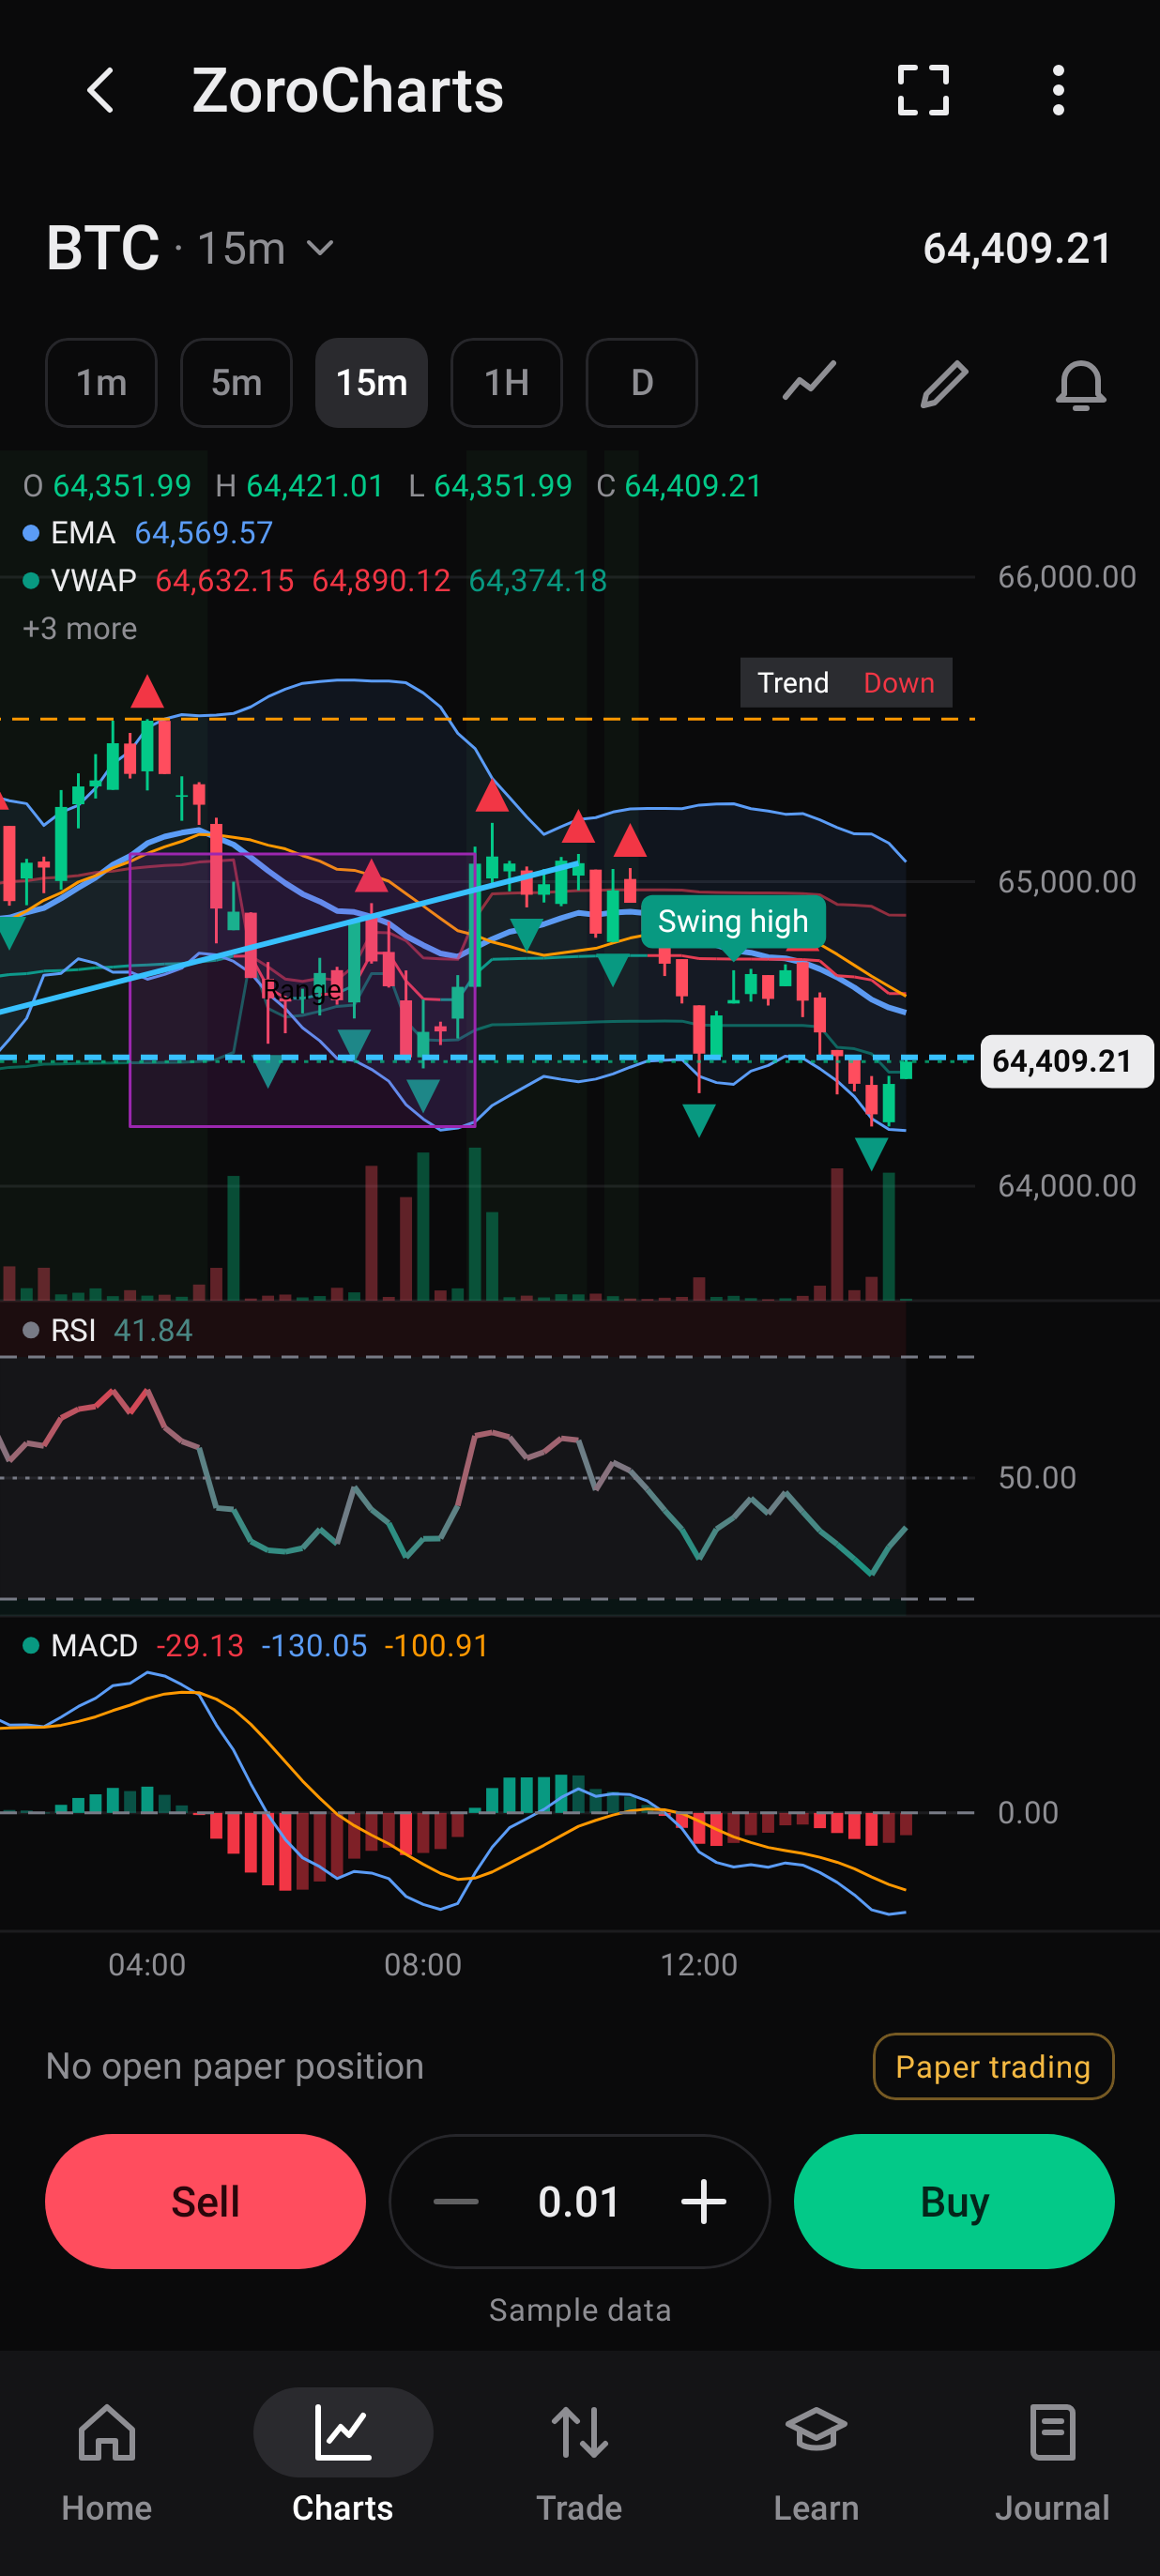 ZoroCharts
BTC · 15m 64,409.21
1m 5m 15m 1H D
O 64,351.99 H 64,421.01 L 64,351.99 C 64,409.21
EMA 64,569.57
VWAP 64,632.15 64,890.12 64,374.18
66,000.00
+3 more
Trend Down
65,000.00
Swing high
Range
64,409.21
64,000.00
RSI 41.84
50.00
MACD -29.13 -130.05 -100.91
0.00
04:00 08:00 12:00
No open paper position Paper trading
Sell 0.01 Buy
Sample data
Home Charts Trade Learn Journal